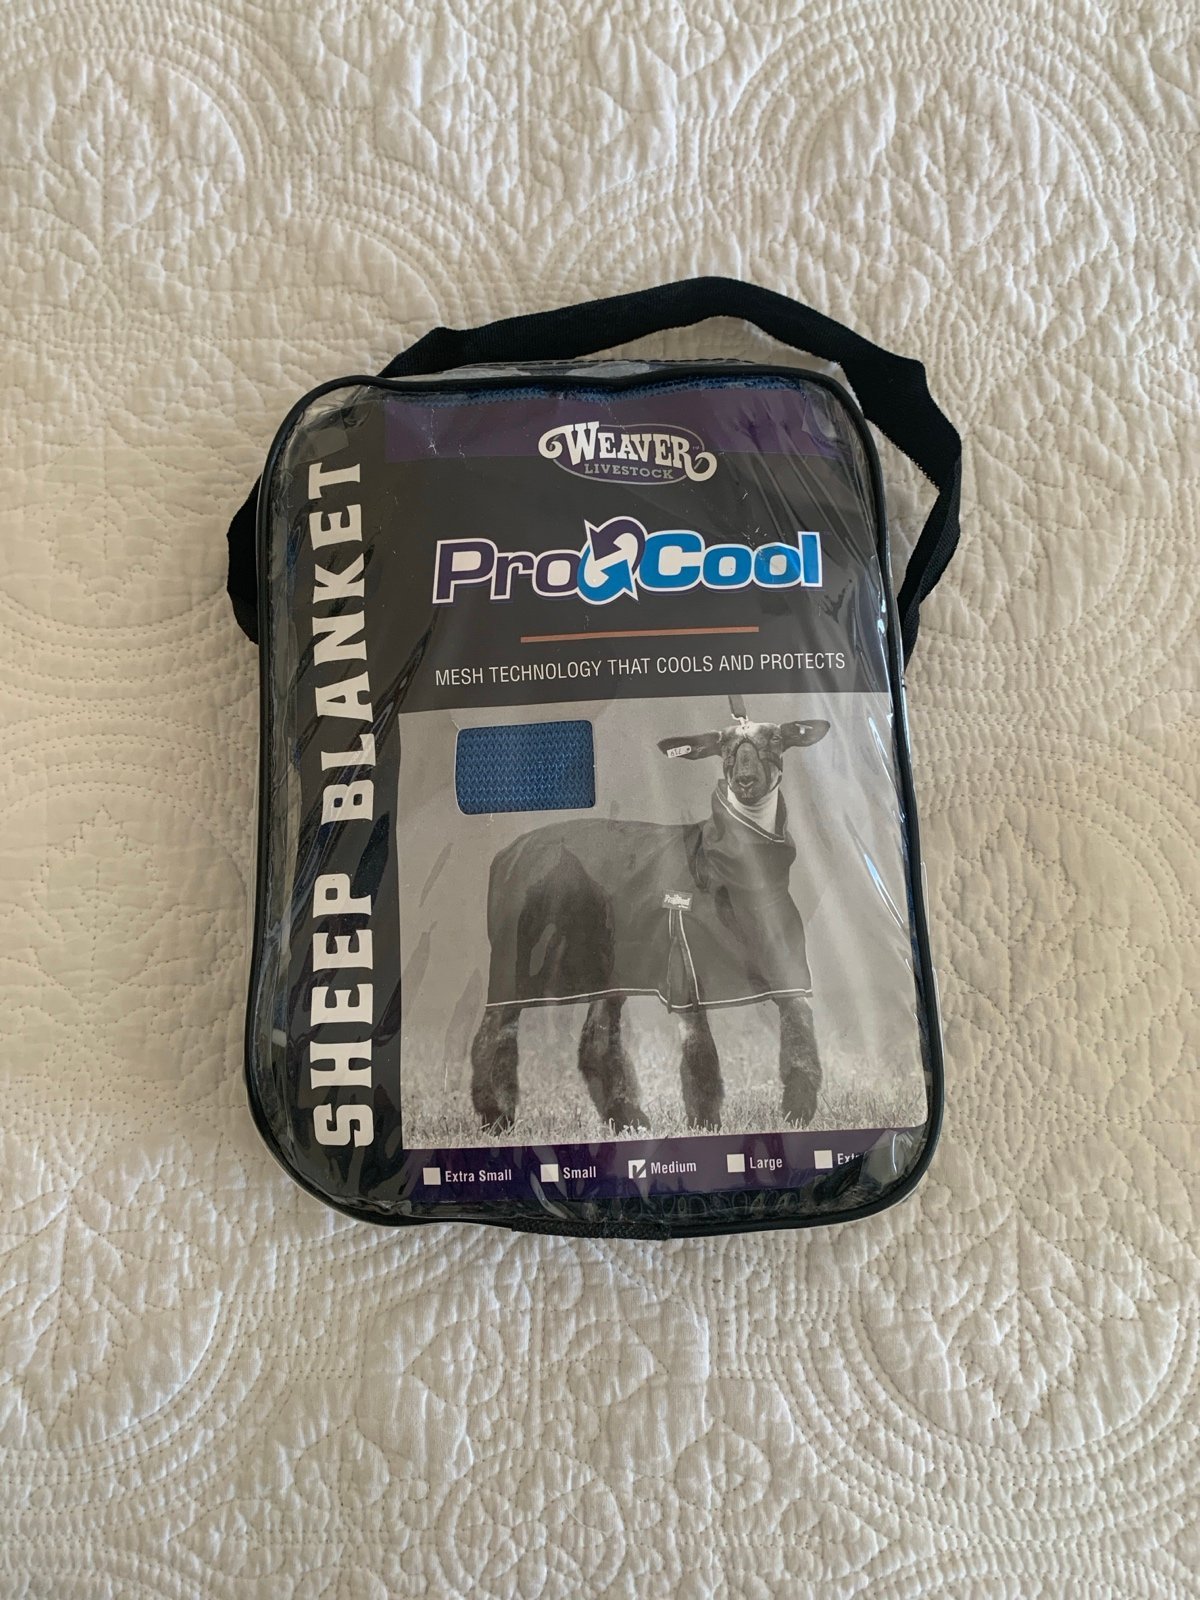 WEAVER
LIVESTOCK
ProCool
MESH TECHNOLOGY THAT COOLS AND PROTECTS
SHEEP BLANKET
Extra Small
Small
Medium
Large